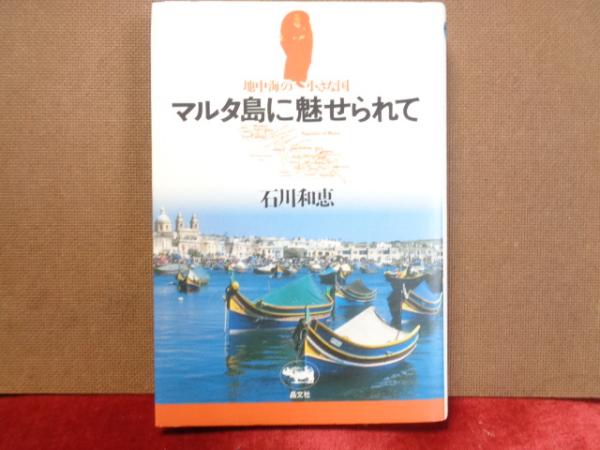 地中海の小さな国
マルタ島に魅せられて
石川和恵
晶文社